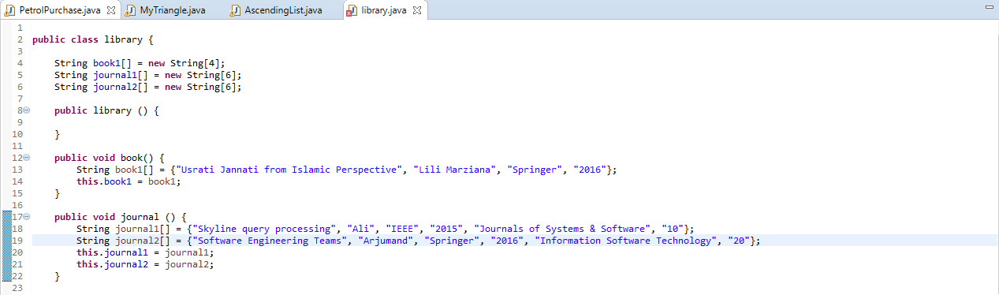 PetrolPurchase.java MyTriangle.java AscendingList.java library.java
1
2 public class library {
3
4 String book1[] = new String[4];
5 String journal1[] = new String[6];
6 String journal2[] = new String[6];
7
8 public library () {
9
10 }
11
12 public void book() {
13 String book1[] = {"Usrati Jannati from Islamic Perspective", "Lili Marziana", "Springer", "2016"};
14 this.book1 = book1;
15 }
16
17 public void journal () {
18 String journal1[] = {"Skyline query processing", "Ali", "IEEE", "2015", "Journals of Systems & Software", "10"};
19 String journal2[] = {"Software Engineering Teams", "Arjumand", "Springer", "2016", "Information Software Technology", "20"};
20 this.journal1 = journal1;
21 this.journal2 = journal2;
22 }
23